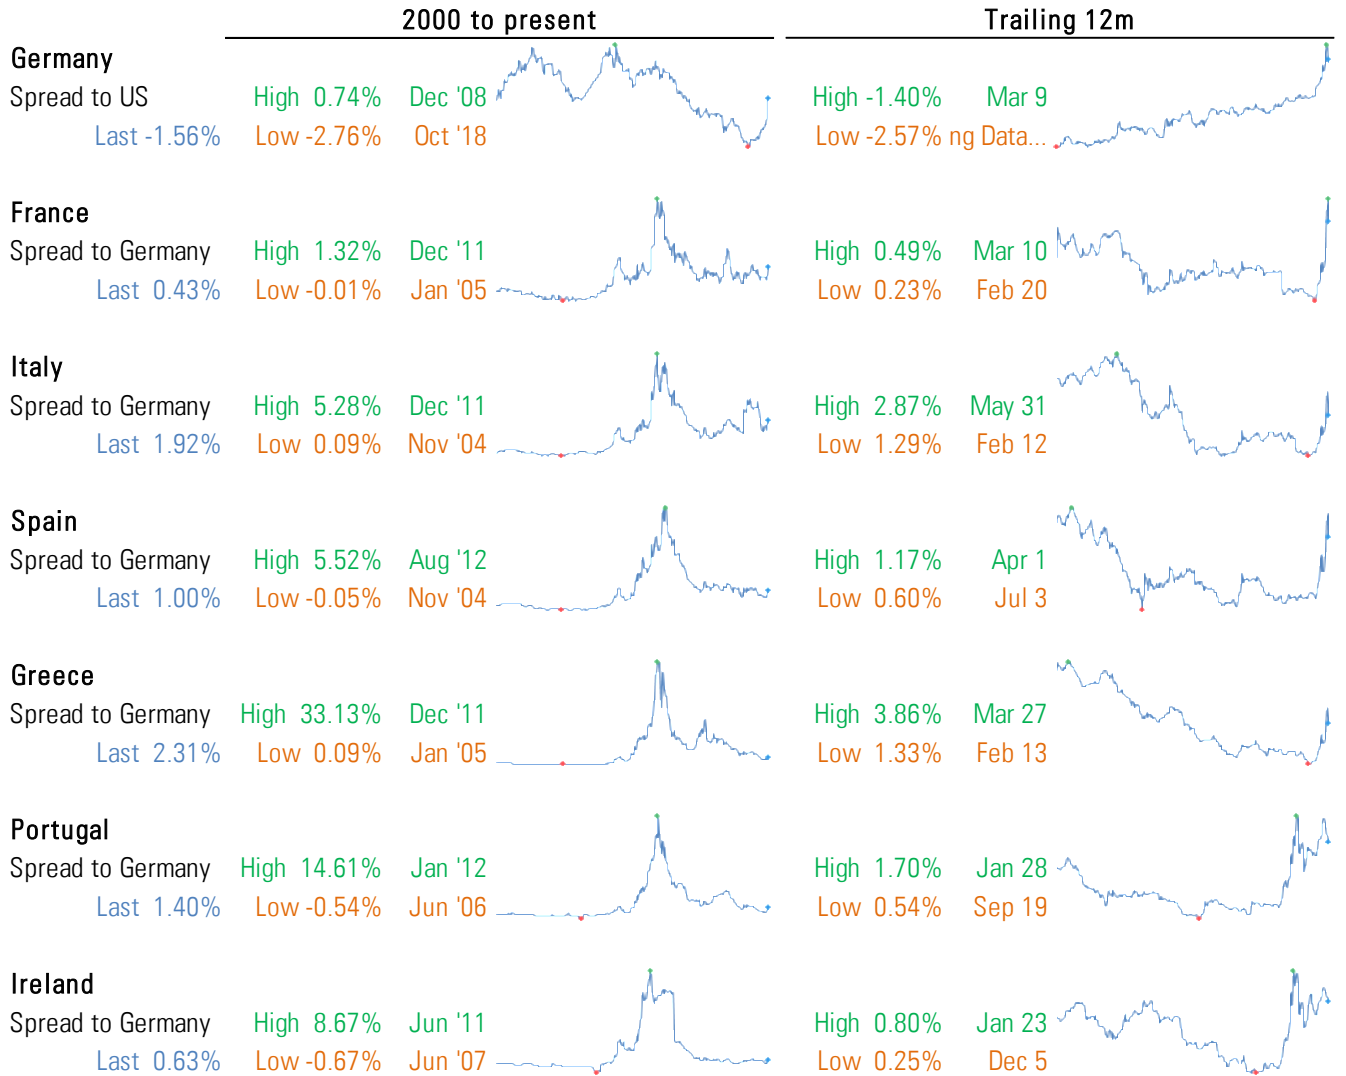 2000 to present Trailing 12m
Germany
Spread to US High 0.74% Dec '08 High -1.40% Mar 9
Last -1.56% Low -2.76% Oct '18 Low -2.57% ng Data...
France
Spread to Germany High 1.32% Dec '11 High 0.49% Mar 10
Last 0.43% Low -0.01% Jan '05 Low 0.23% Feb 20
Italy
Spread to Germany High 5.28% Dec '11 High 2.87% May 31
Last 1.92% Low 0.09% Nov '04 Low 1.29% Feb 12
Spain
Spread to Germany High 5.52% Aug '12 High 1.17% Apr 1
Last 1.00% Low -0.05% Nov '04 Low 0.60% Jul 3
Greece
Spread to Germany High 33.13% Dec '11 High 3.86% Mar 27
Last 2.31% Low 0.09% Jan '05 Low 1.33% Feb 13
Portugal
Spread to Germany High 14.61% Jan '12 High 1.70% Jan 28
Last 1.40% Low -0.54% Jun '06 Low 0.54% Sep 19
Ireland
Spread to Germany High 8.67% Jun '11 High 0.80% Jan 23
Last 0.63% Low -0.67% Jun '07 Low 0.25% Dec 5